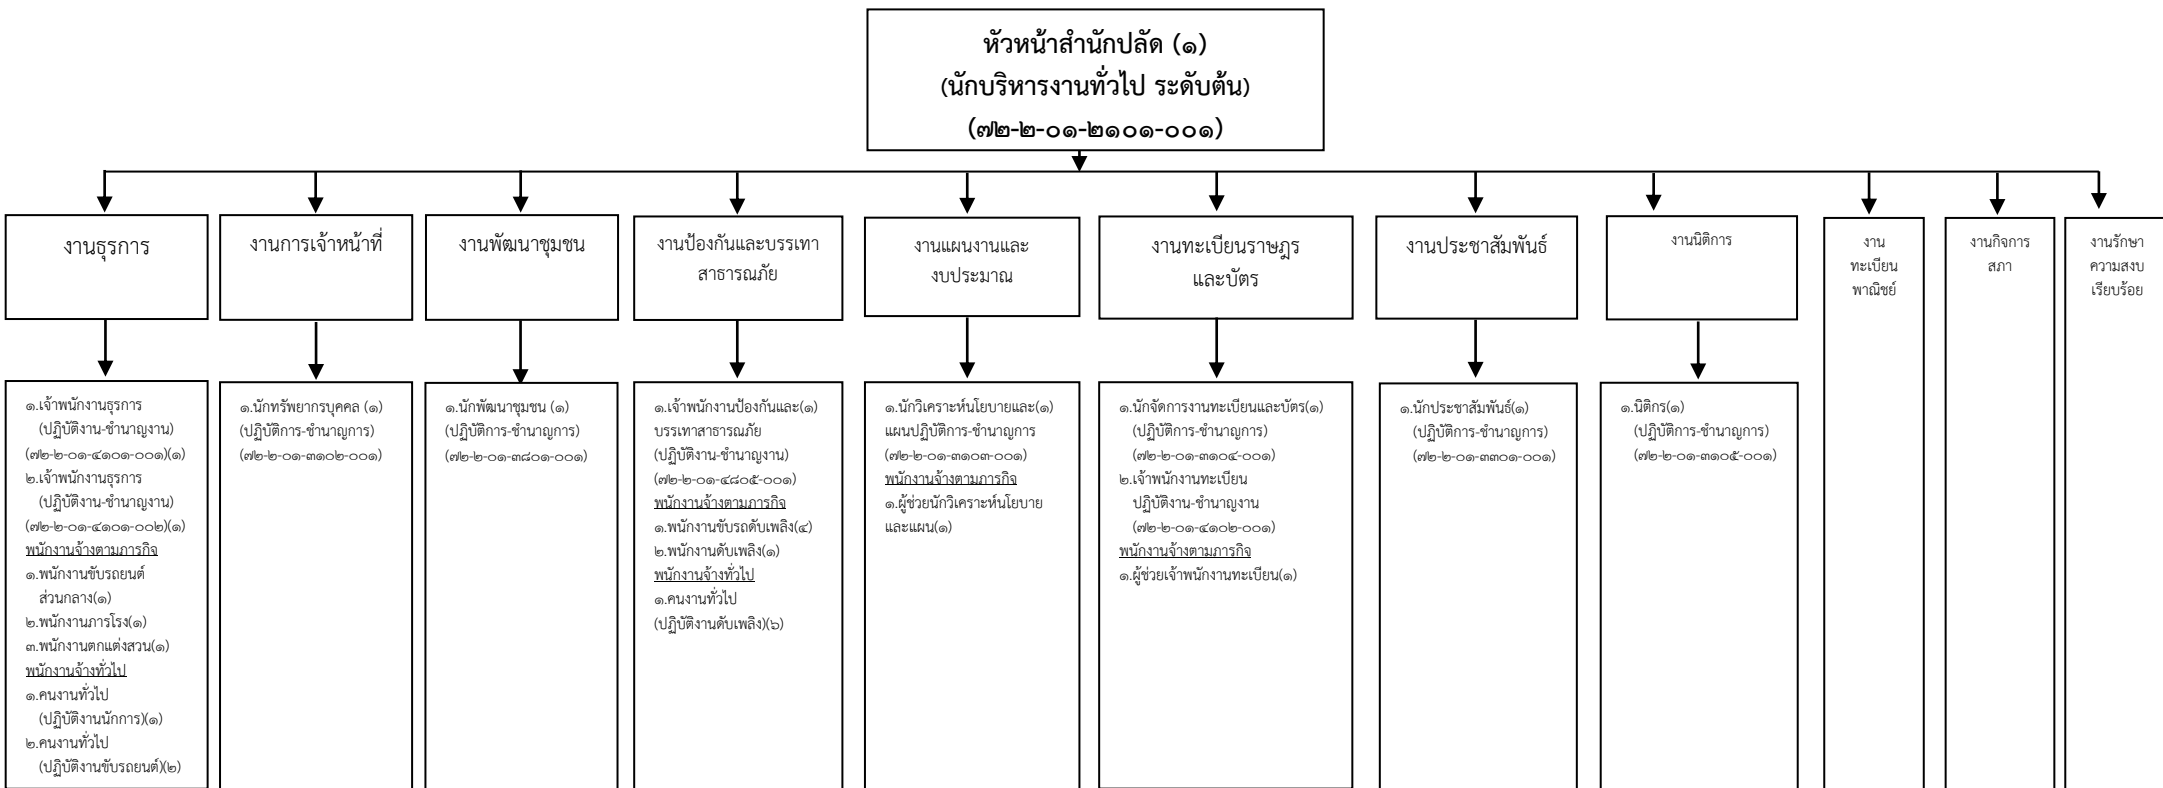 หัวหน้าสำนักปลัด (๑)
(นักบริหารงานทั่วไป ระดับต้น)
(๗๒-๒-๐๑-๒๑๐๑-๐๐๑)
งานธุรการ
งานการเจ้าหน้าที่
งานพัฒนาชุมชน
งานป้องกันและบรรเทา
สาธารณภัย
งานแผนงานและ
งบประมาณ
งานทะเบียนราษฎร
และบัตร
งานประชาสัมพันธ์
งานนิติการ
งาน
ทะเบียน
พาณิชย์
งานกิจการ
สภา
งานรักษา
ความสงบ
เรียบร้อย
๑.เจ้าพนักงานธุรการ
(ปฏิบัติงาน-ชำนาญงาน)
(๗๒-๒-๐๑-๔๑๐๑-๐๐๑)(๑)
๒.เจ้าพนักงานธุรการ
(ปฏิบัติงาน-ชำนาญงาน)
(๗๒-๒-๐๑-๔๑๐๑-๐๐๒)(๑)
พนักงานจ้างตามภารกิจ
๑.พนักงานขับรถยนต์
ส่วนกลาง(๑)
๒.พนักงานภารโรง(๑)
๓.พนักงานตกแต่งสวน(๑)
พนักงานจ้างทั่วไป
๑.คนงานทั่วไป
(ปฏิบัติงานนักการ)(๑)
๒.คนงานทั่วไป
(ปฏิบัติงานขับรถยนต์)(๒)
๑.นักทรัพยากรบุคคล (๑)
(ปฏิบัติการ-ชำนาญการ)
(๗๒-๒-๐๑-๓๑๐๒-๐๐๑)
๑.นักพัฒนาชุมชน (๑)
(ปฏิบัติการ-ชำนาญการ)
(๗๒-๒-๐๑-๓๘๐๑-๐๐๑)
๑.เจ้าพนักงานป้องกันและ(๑)
บรรเทาสาธารณภัย
(ปฏิบัติงาน-ชำนาญงาน)
(๗๒-๒-๐๑-๔๘๐๕-๐๐๑)
พนักงานจ้างตามภารกิจ
๑.พนักงานขับรถดับเพลิง(๔)
๒.พนักงานดับเพลิง(๑)
พนักงานจ้างทั่วไป
๑.คนงานทั่วไป
(ปฏิบัติงานดับเพลิง)(๖)
๑.นักวิเคราะห์นโยบายและ(๑)
แผนปฏิบัติการ-ชำนาญการ
(๗๒-๒-๐๑-๓๑๐๓-๐๐๑)
พนักงานจ้างตามภารกิจ
๑.ผู้ช่วยนักวิเคราะห์นโยบาย
และแผน(๑)
๑.นักจัดการงานทะเบียนและบัตร(๑)
(ปฏิบัติการ-ชำนาญการ)
(๗๒-๒-๐๑-๓๑๐๔-๐๐๑)
๒.เจ้าพนักงานทะเบียน
ปฏิบัติงาน-ชำนาญงาน
(๗๒-๒-๐๑-๔๑๐๒-๐๐๑)
พนักงานจ้างตามภารกิจ
๑.ผู้ช่วยเจ้าพนักงานทะเบียน(๑)
๑.นักประชาสัมพันธ์(๑)
(ปฏิบัติการ-ชำนาญการ)
(๗๒-๒-๐๑-๓๓๐๑-๐๐๑)
๑.นิติกร(๑)
(ปฏิบัติการ-ชำนาญการ)
(๗๒-๒-๐๑-๓๑๐๕-๐๐๑)